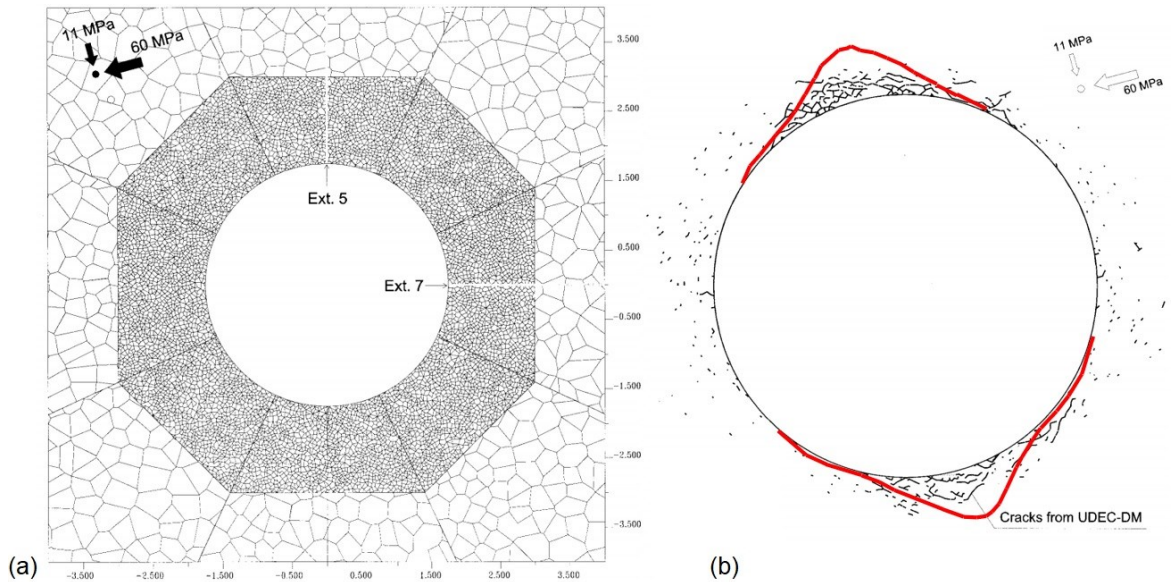 11 MPa
60 MPa
Ext. 5
Ext. 7
3.500
2.500
1.500
0.500
-0.500
-1.500
-2.500
-3.500
-3.500 -2.500 -1.500 -0.500 0.500 1.500 2.500 3.500
(a)
11 MPa
60 MPa
Cracks from UDEC-DM
(b)